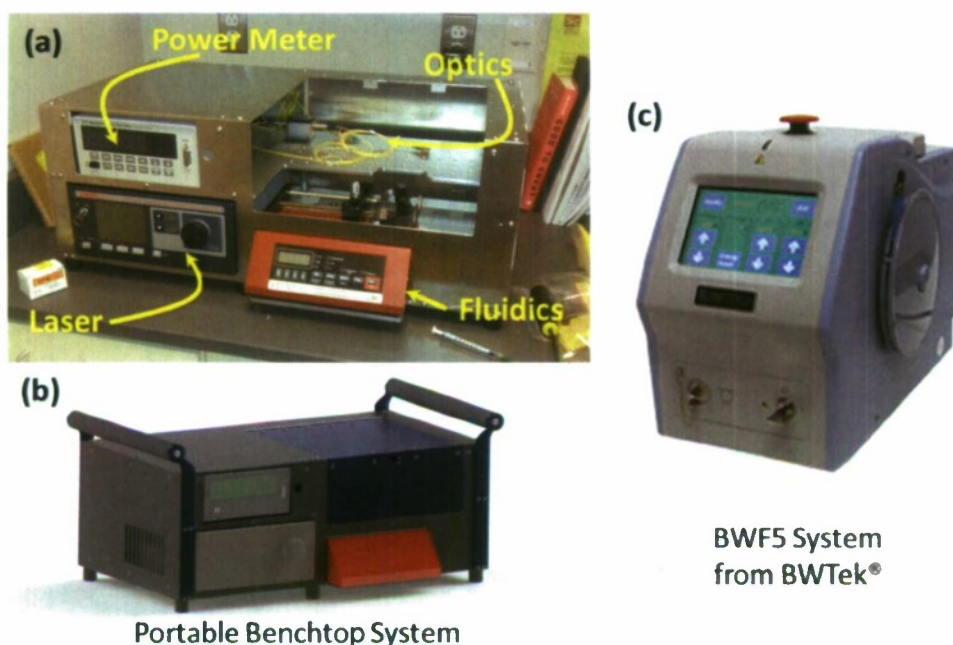 (a)
Power Meter
Optics
Laser
Fluidics
(b)
Portable Benchtop System
(c)
BWF5 System
from BWTek®